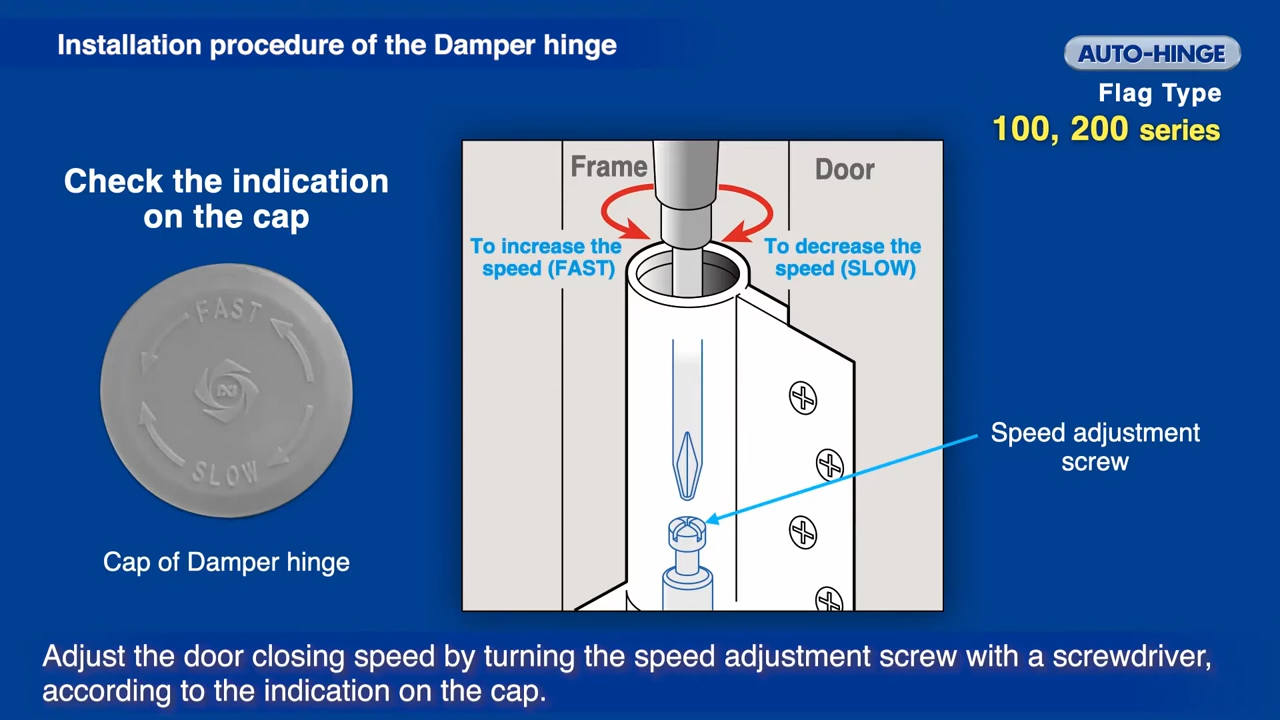 Installation procedure of the Damper hinge
AUTO-HINGE
Flag Type
100, 200 series
Check the indication
on the cap
FAST
SLOW
Cap of Damper hinge
Frame
Door
To increase the
speed (FAST)
To decrease the
speed (SLOW)
Speed adjustment
screw
Adjust the door closing speed by turning the speed adjustment screw with a screwdriver,
according to the indication on the cap.